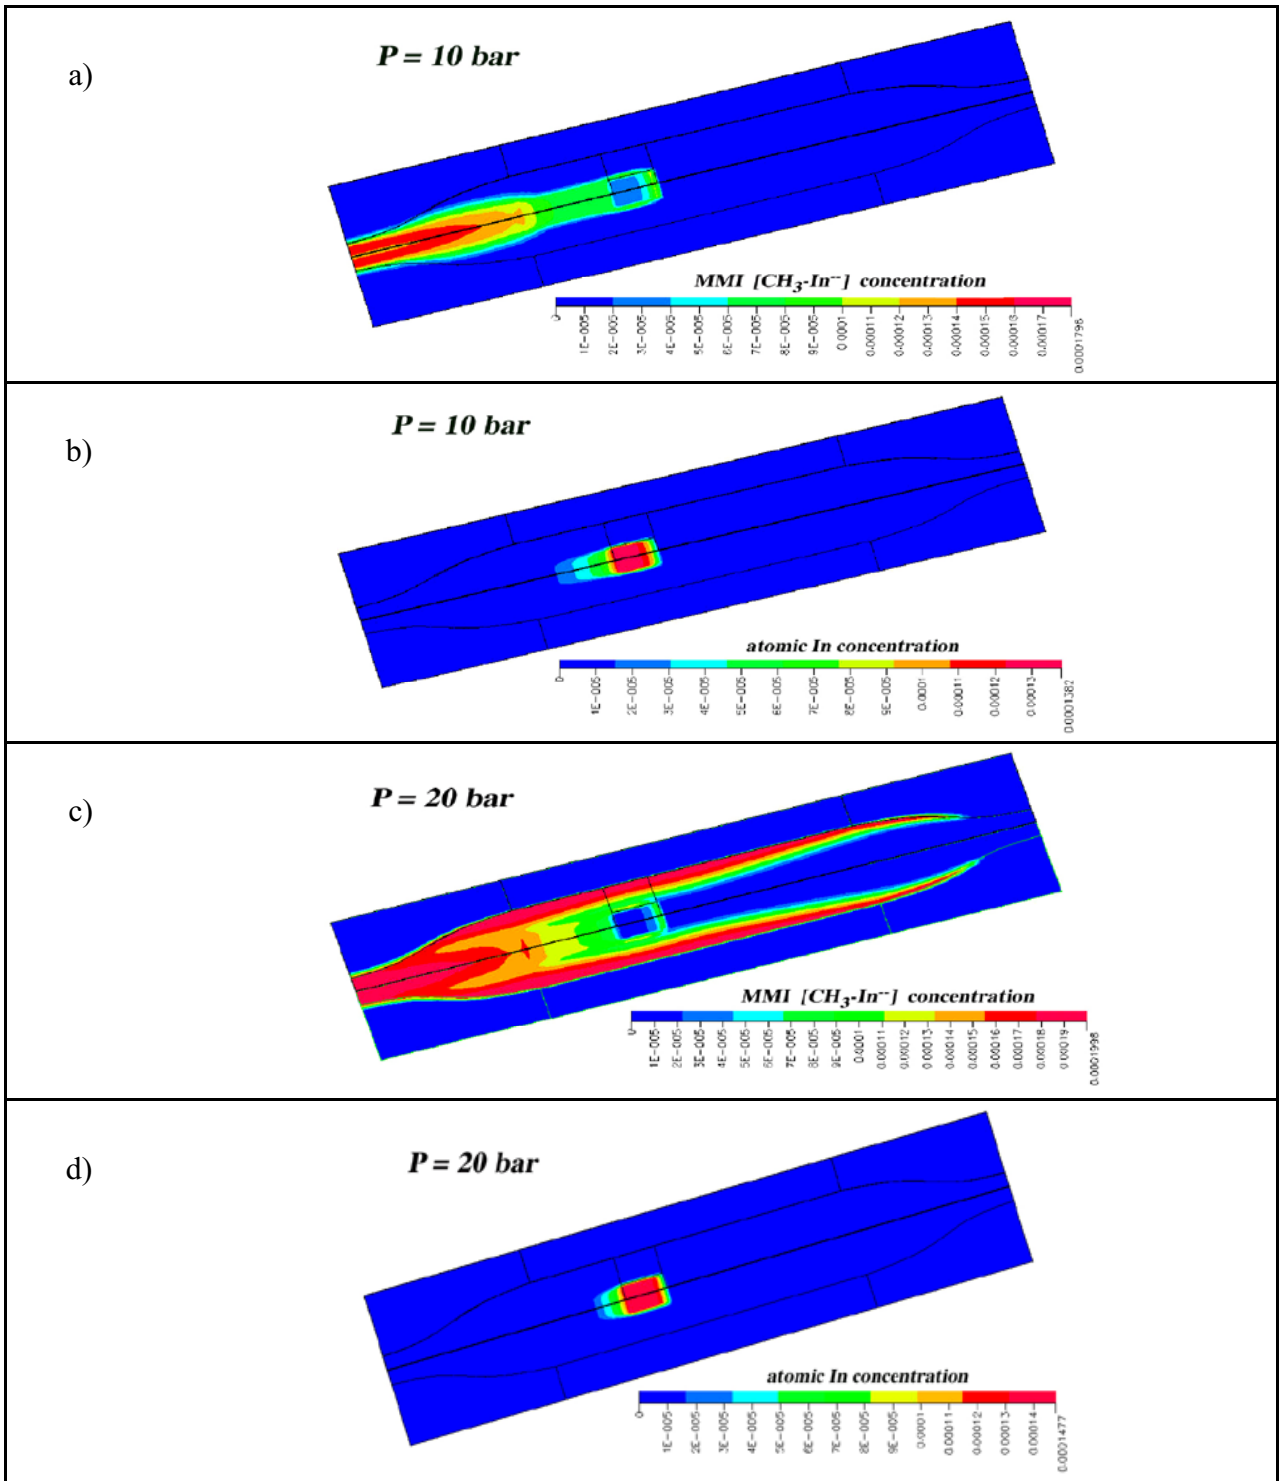 a)
P = 10 bar
MMI [CH3-In--] concentration
0 1E-005 2E-005 3E-005 4E-005 5E-005 6E-005 7E-005 8E-005 9E-005 0.0001 0.00011 0.00012 0.00013 0.00014 0.00015 0.00016 0.00017 0.0001796
b)
P = 10 bar
atomic In concentration
0 1E-005 2E-005 3E-005 4E-005 5E-005 6E-005 7E-005 8E-005 9E-005 0.0001 0.00011 0.00012 0.00013 0.0001382
c)
P = 20 bar
MMI [CH3-In--] concentration
0 1E-005 2E-005 3E-005 4E-005 5E-005 6E-005 7E-005 8E-005 9E-005 0.0001 0.00011 0.00012 0.00013 0.00014 0.00015 0.00016 0.00017 0.00018 0.00019 0.0001998
d)
P = 20 bar
atomic In concentration
0 1E-005 2E-005 3E-005 4E-005 5E-005 6E-005 7E-005 8E-005 9E-005 0.0001 0.00011 0.00012 0.00013 0.00014 0.0001477